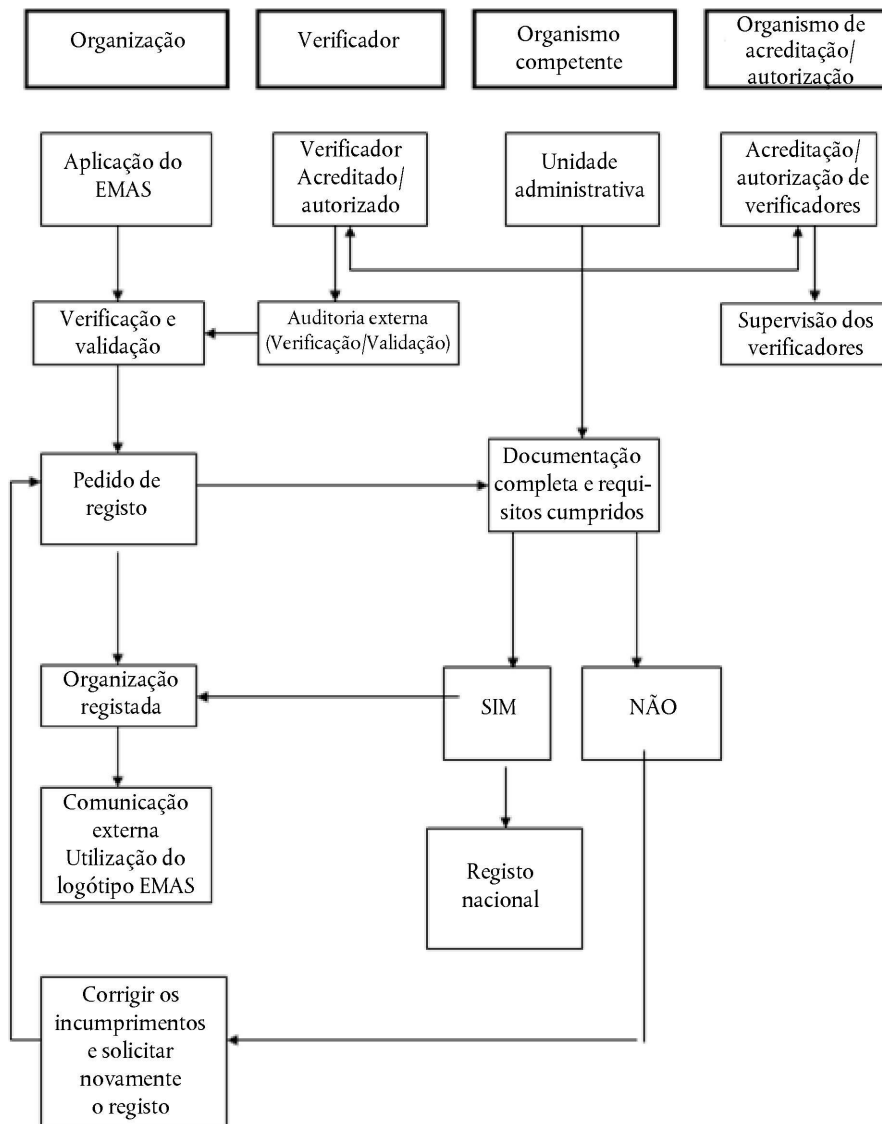 Organização
Verificador
Organismo
competente
Organismo de
acreditação/
autorização
Aplicação do
EMAS
Verificador
Acreditado/
autorizado
Unidade
administrativa
Acreditação/
autorização de
verificadores
Verificação e
validação
Auditoria externa
(Verificação/Validação)
Supervisão dos
verificadores
Pedido de
registo
Documentação
completa e requi-
sitos cumpridos
Organização
registada
SIM
NÃO
Comunicação
externa
Utilização do
logótipo EMAS
Registo
nacional
Corrigir os
incumprimentos
e solicitar
novamente
o registo